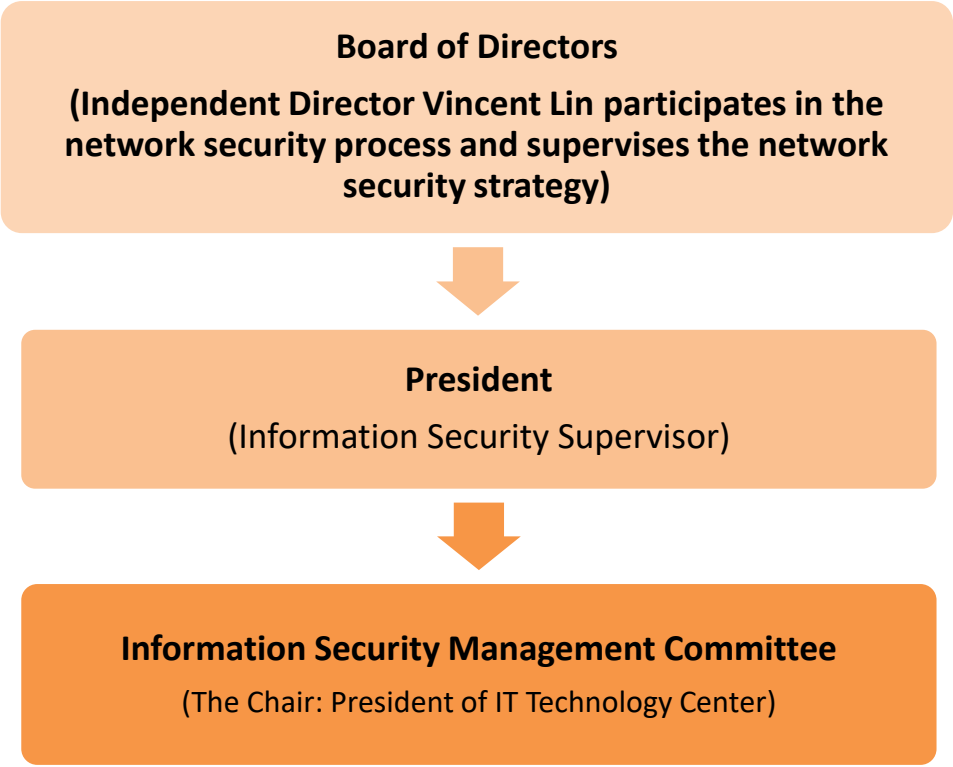 Board of Directors
(Independent Director Vincent Lin participates in the
network security process and supervises the network
security strategy)
President
(Information Security Supervisor)
Information Security Management Committee
(The Chair: President of IT Technology Center)